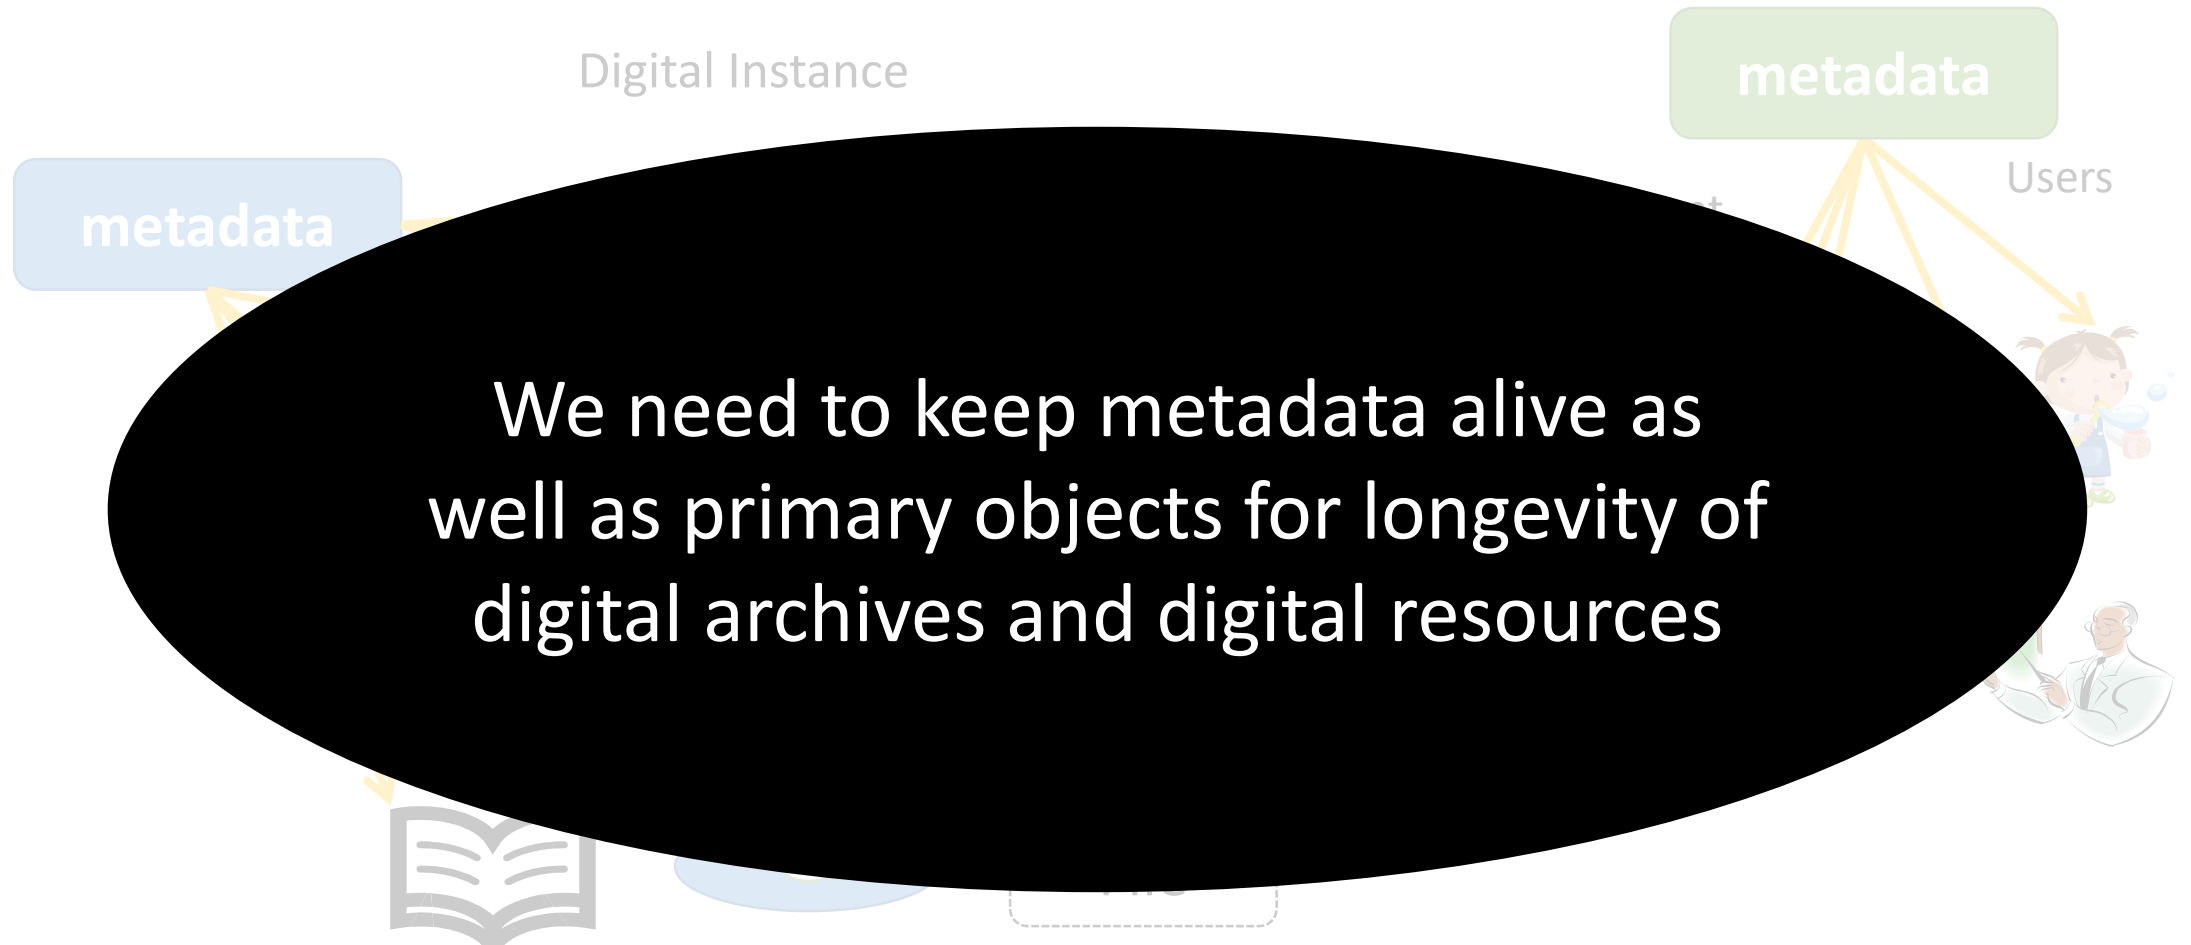 Digital Instance
metadata
Users
metadata
We need to keep metadata alive as
well as primary objects for longevity of
digital archives and digital resources